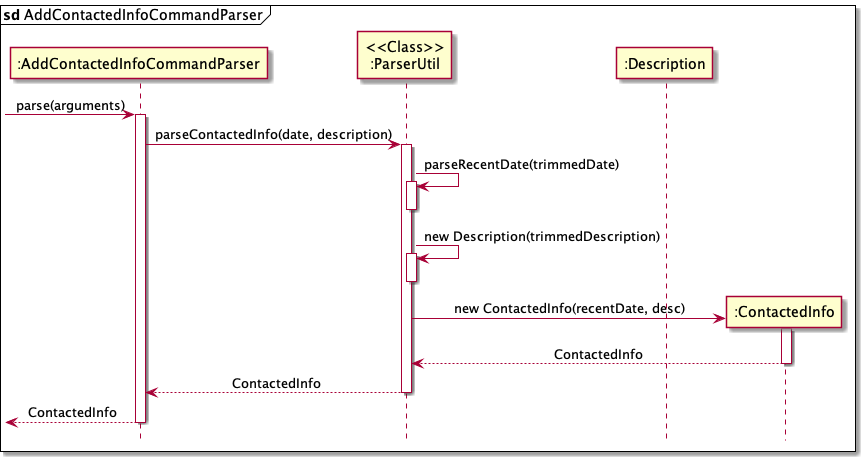 sd AddContactedInfoCommandParser
<<Class>>
:AddContactedInfoCommandParser :ParserUtil :Description
parse(arguments)
parseContactedInfo(date, description)
parseRecentDate(trimmedDate)
new Description(trimmedDescription)
new ContactedInfo(recentDate, desc) :ContactedInfo
ContactedInfo
ContactedInfo
ContactedInfo